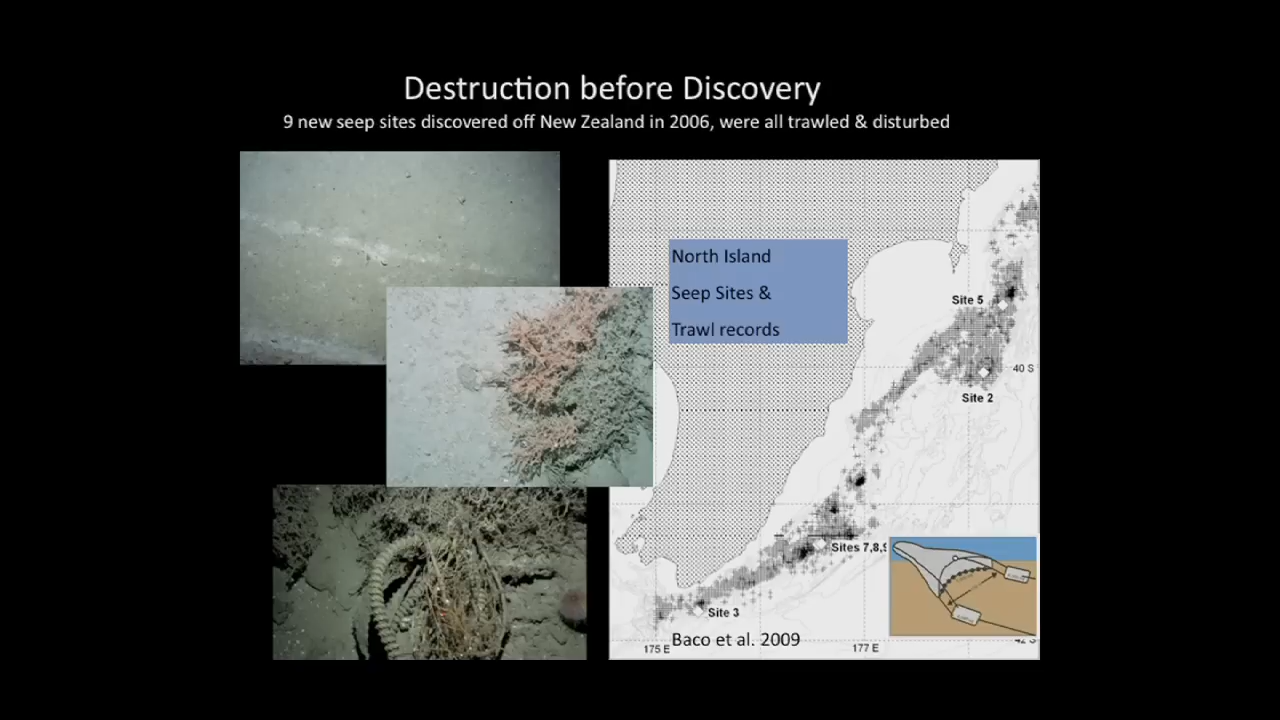 Destruction before Discovery
9 new seep sites discovered off New Zealand in 2006, were all trawled & disturbed
North Island
Seep Sites &
Trawl records
Site 5
40 S
Site 2
Sites 7,8,9
Site 3
Baco et al. 2009
175 E
177 E
42 S